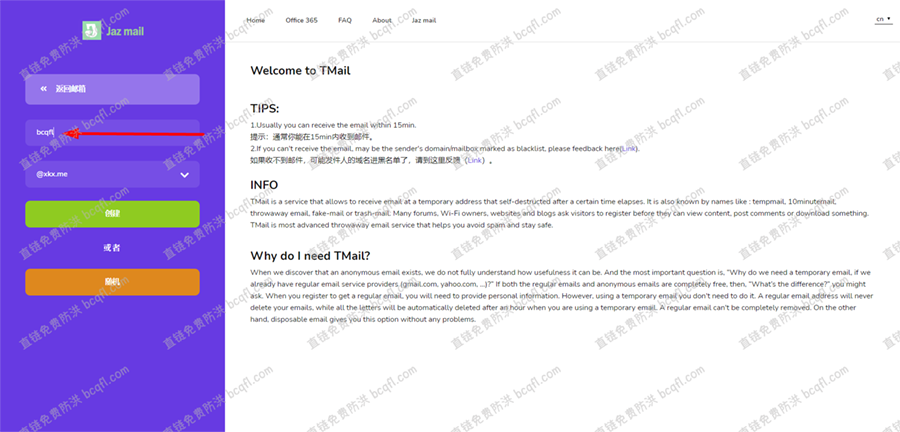 Jaz mail
Home Office 365 FAQ About Jaz mail
cn
返回邮箱
bcqfl
@xkx.me
创建
或者
随机
Welcome to TMail
TIPS:
1.Usually you can receive the email within 15min.
提示：通常你能在15min内收到邮件。
2.If you can't receive the email, may be the sender's domain/mailbox marked as blacklist, please feedback here(Link).
如果收不到邮件，可能发件人的域名进黑名单了，请到这里反馈（Link）。
INFO
TMail is a service that allows to receive email at a temporary address that self-destructed after a certain time elapses. It is also known by names like : tempmail, 10minutemail,
throwaway email, fake-mail or trash-mail. Many forums, Wi-Fi owners, websites and blogs ask visitors to register before they can view content, post comments or download something.
TMail is most advanced throwaway email service that helps you avoid spam and stay safe.
Why do I need TMail?
When we discover that an anonymous email exists, we do not fully understand how usefulness it can be. And the most important question is, "Why do we need a temporary email, if we
already have regular email service providers (gmail.com, yahoo.com, ...)?" If both the regular emails and anonymous emails are completely free, then. "What's the difference?" you might
ask. When you register to get a regular email, you will need to provide personal information. However, using a temporary email you don't need to do it. A regular email address will never
delete your emails, while all the letters will be automatically deleted after an hour when you are using a temporary email. A regular email can't be completely removed. On the other
hand, disposable email gives you this option without any problems.
直链免费防洪 bcqfl.com